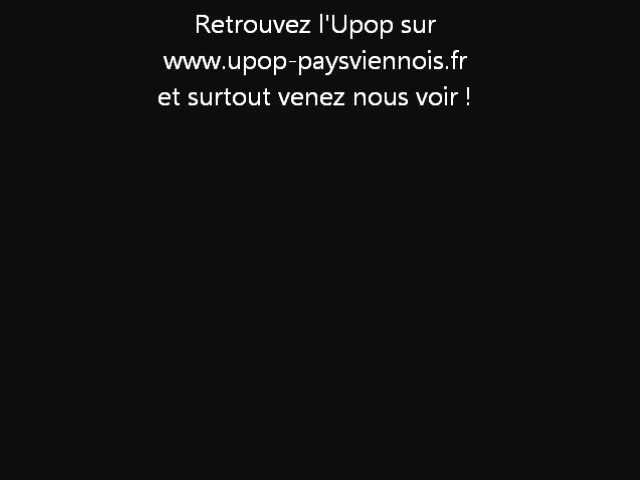 Retrouvez l'Upop sur
www.upop-paysviennois.fr
et surtout venez nous voir !